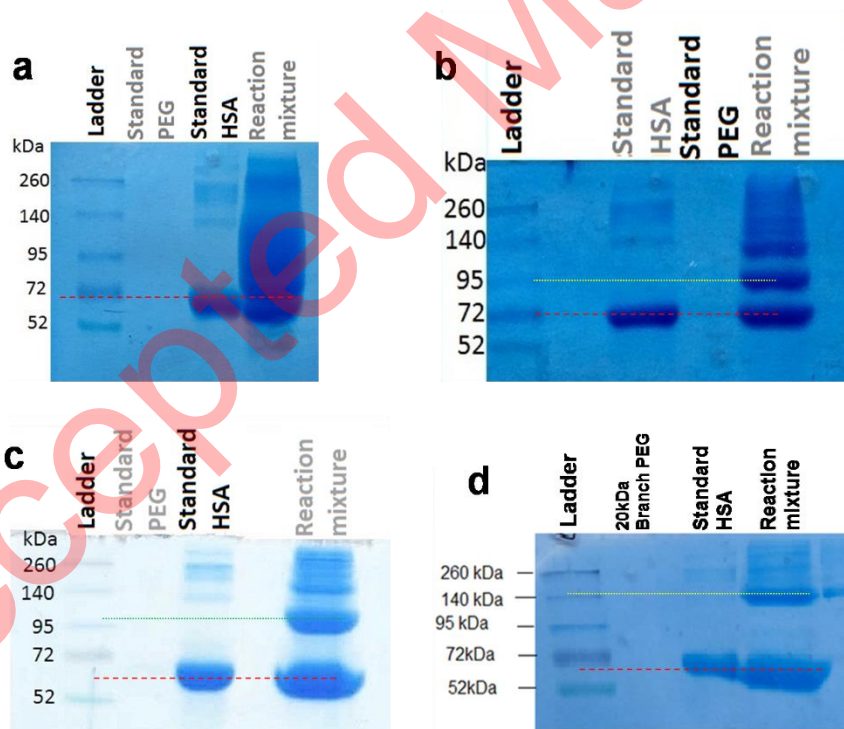 a
Ladder
Standard
PEG
Standard
HSA
Reaction
mixture
kDa
260
140
95
72
52
b
Ladder
Standard
HSA
Standard
PEG
Reaction
mixture
kDa
260
140
95
72
52
c
Ladder
Standard
PEG
Standard
HSA
Reaction
mixture
kDa
260
140
95
72
52
d
Ladder
20kDa
Branch PEG
Standard
HSA
Reaction
mixture
260 kDa
140 kDa
95 kDa
72kDa
52kDa
cepted M